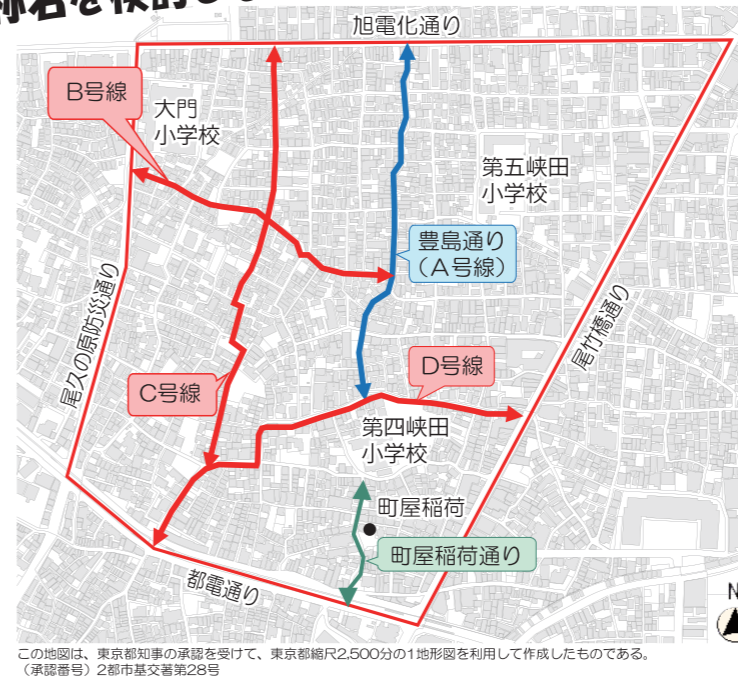 称名を検討し
旭電化通り
B号線
大門
小学校
第五峡田
小学校
豊島通り
（A号線）
尾久の原防災通り
尾竹橋通り
C号線
D号線
第四峡田
小学校
町屋稲荷
町屋稲荷通り
都電通り
N
この地図は、東京都知事の承認を受けて、東京都縮尺2,500分の1地形図を利用して作成したものである。
（承認番号）2都市基交著第28号